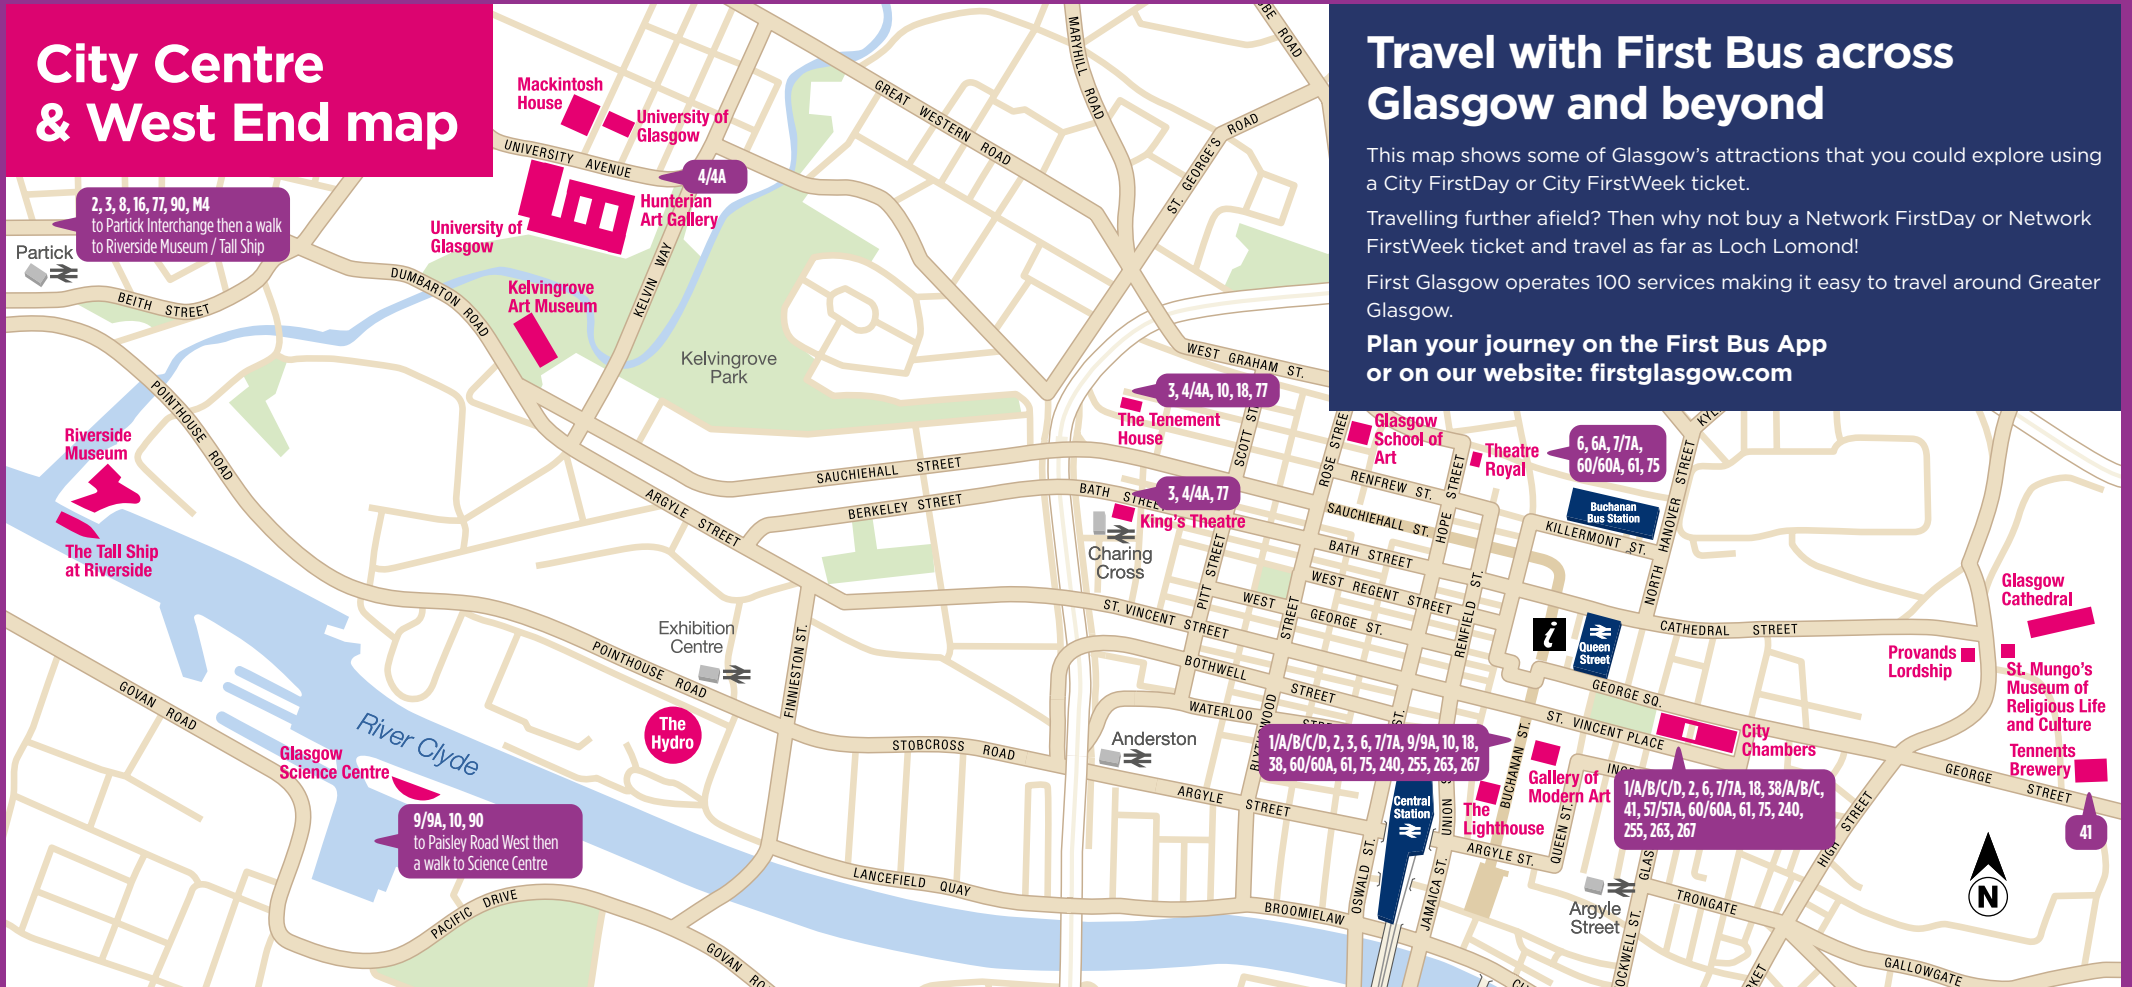 City Centre
& West End map
Travel with First Bus across
Glasgow and beyond
This map shows some of Glasgow's attractions that you could explore using
a City FirstDay or City FirstWeek ticket.
Travelling further afield? Then why not buy a Network FirstDay or Network
FirstWeek ticket and travel as far as Loch Lomond!
First Glasgow operates 100 services making it easy to travel around Greater
Glasgow.
Plan your journey on the First Bus App
or on our website: firstglasgow.com
Mackintosh
House
University of
Glasgow
UNIVERSITY AVENUE
4/4A
Hunterian
Art Gallery
University of
Glasgow
2, 3, 8, 16, 77, 90, M4
to Partick Interchange then a walk
to Riverside Museum / Tall Ship
Partick
BEITH STREET
DUMBARTON ROAD
Kelvingrove
Art Museum
KELVIN WAY
Kelvingrove
Park
GREAT WESTERN ROAD
MARYHILL ROAD
ST. GEORGE'S ROAD
BE ROAD
WEST GRAHAM ST.
3, 4/4A, 10, 18, 77
The Tenement
House
SCOTT ST
ROSE STREE
Glasgow
School of
Art
Theatre
Royal
6, 6A, 7/7A,
60/60A, 61, 75
Buchanan
Bus Station
KILLERMONT ST.
NORTH HANOVER STREET
KYL
POINTHOUSE ROAD
Riverside
Museum
The Tall Ship
at Riverside
SAUCHIEHALL STREET
BERKELEY STREET
ARGYLE STREET
BATH STREE
3, 4/4A, 77
King's Theatre
Charing
Cross
RENFREW ST.
SAUCHIEHALL ST.
HOPE STREET
BATH STREET
WEST REGENT STREET
WEST GEORGE ST.
PITT STREET
STREET
ST. VINCENT STREET
RENFIELD ST.
i
Queen
Street
CATHEDRAL STREET
Glasgow
Cathedral
Provands
Lordship
St. Mungo's
Museum of
Religious Life
and Culture
Exhibition
Centre
POINTHOUSE ROAD
FINNIESTON ST.
The
Hydro
GOVAN ROAD
River Clyde
Glasgow
Science Centre
9/9A, 10, 90
to Paisley Road West then
a walk to Science Centre
STOBCROSS ROAD
Anderston
BOTHWELL STREET
WATERLOO STR
WOOD
ST.
1/A/B/C/D, 2, 3, 6, 7/7A, 9/9A, 10, 18,
38, 60/60A, 61, 75, 240, 255, 263, 267
BUCHANAN ST.
GEORGE SQ.
ST. VINCENT PLACE
City
Chambers
Gallery of
Modern Art
The
Lighthouse
1/A/B/C/D, 2, 6, 7/7A, 18, 38/A/B/C,
41, 57/57A, 60/60A, 61, 75, 240,
255, 263, 267
Tennents
Brewery
GEORGE STREET
41
ARGYLE STREET
Central
Station
UNION
ARGYLE ST.
QUEEN ST.
HIGH STREET
GLAS
N
LANCEFIELD QUAY
BROOMIELAW
OSWALD ST.
JAMAICA ST.
Argyle
Street
TRONGATE
OCKWELL ST.
KET
GALLOWGATE
PACIFIC DRIVE
GOVAN RO